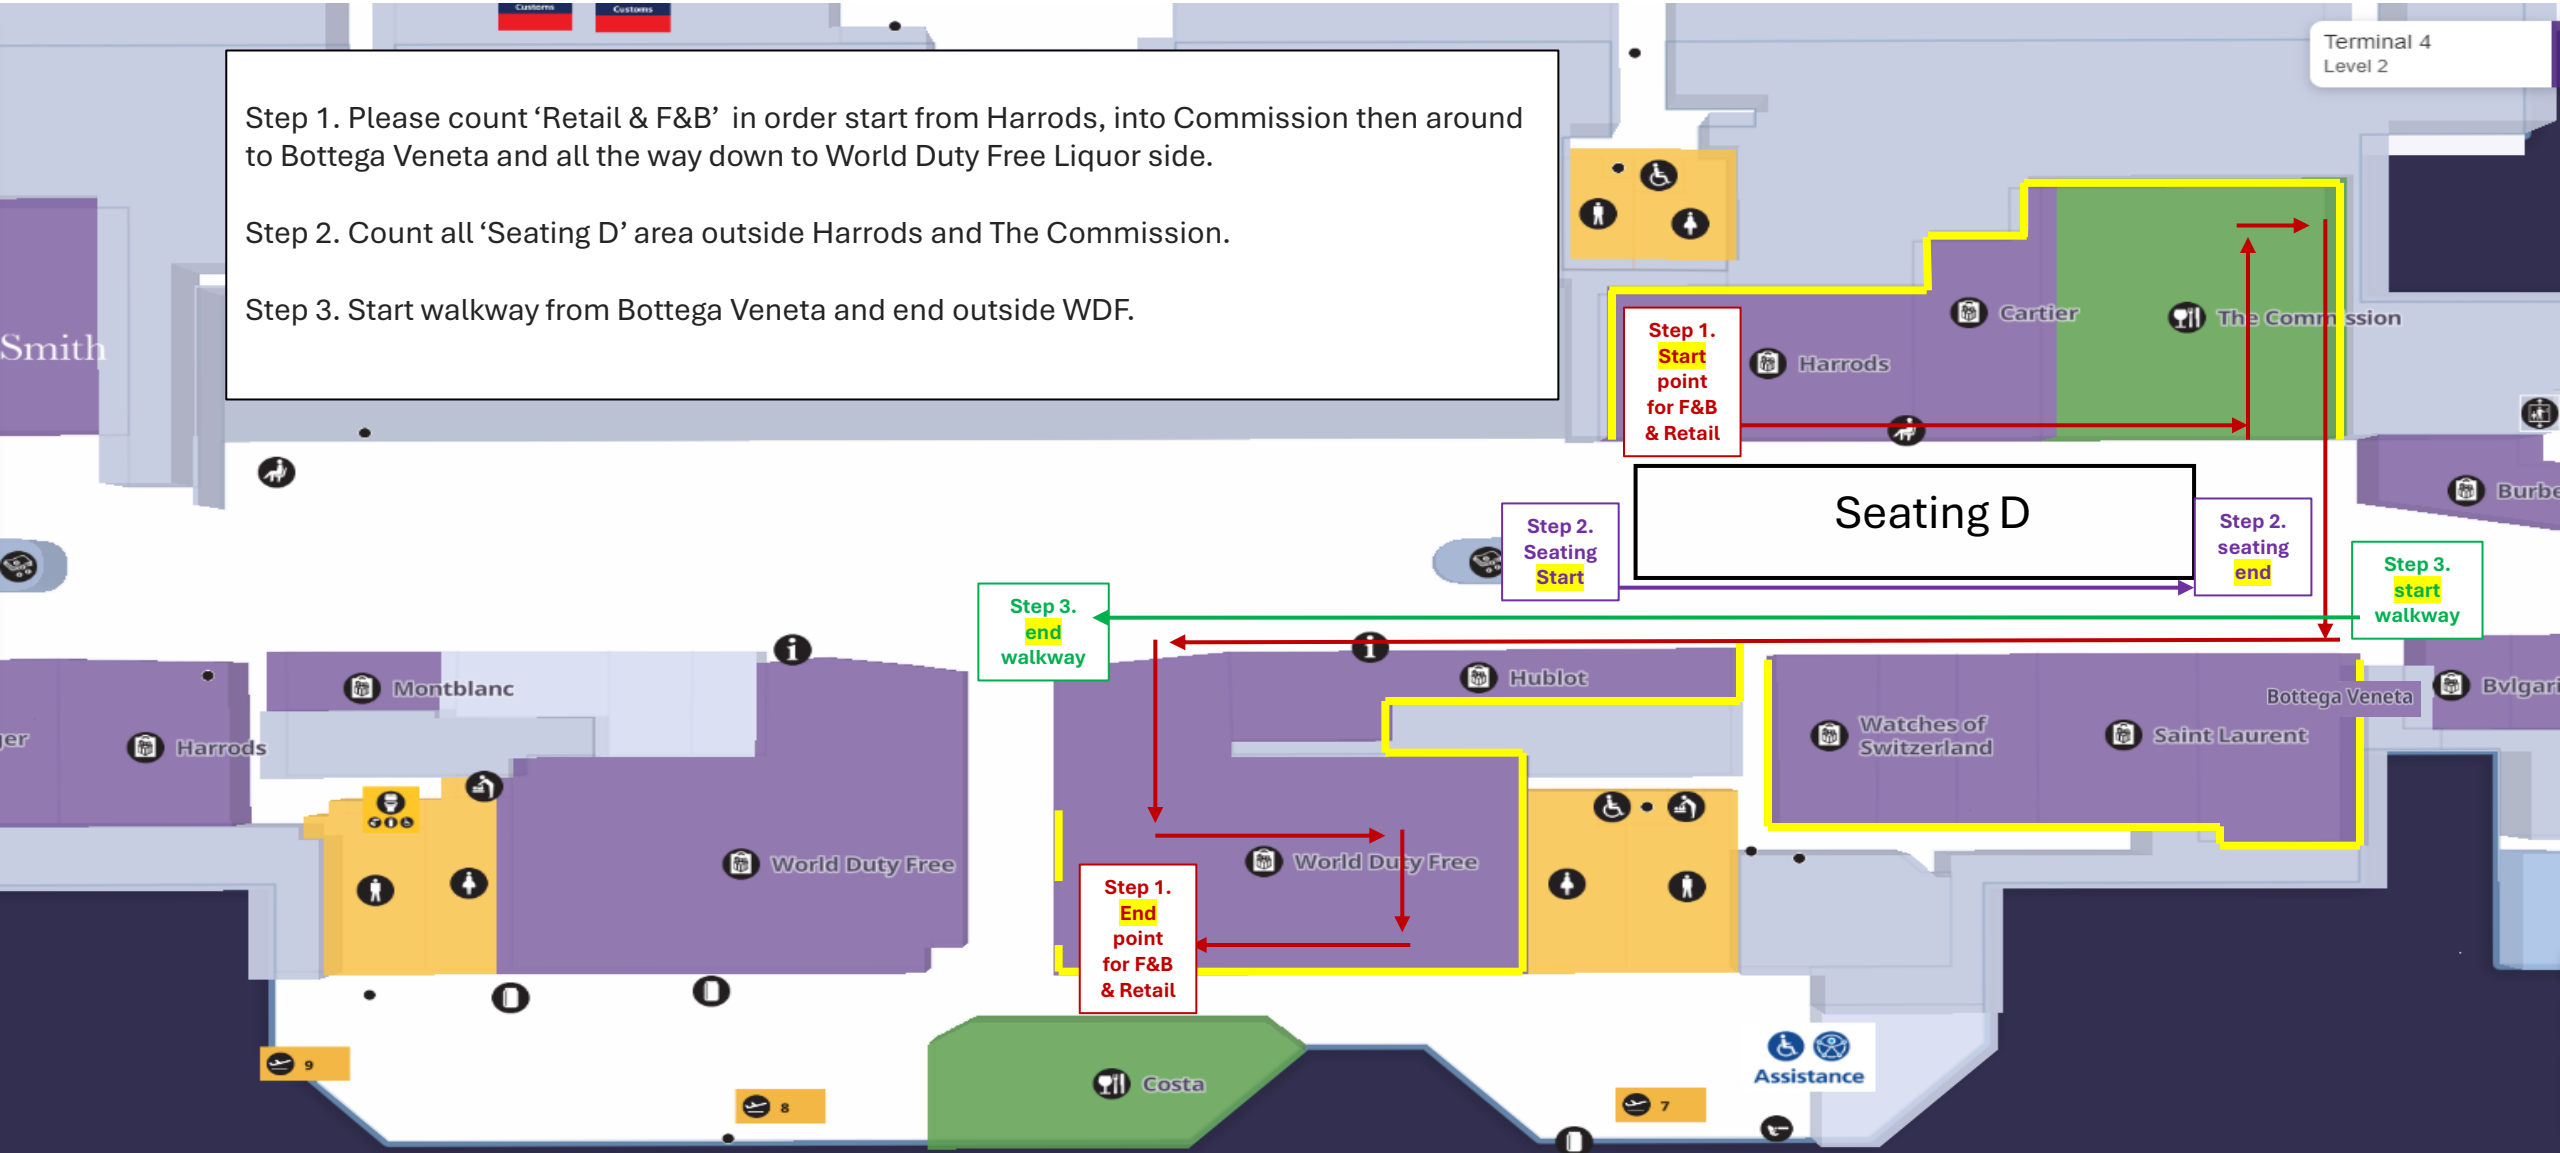 Customs
Customs
Terminal 4
Level 2
Step 1. Please count ‘Retail & F&B’  in order start from Harrods, into Commission then around
to Bottega Veneta and all the way down to World Duty Free Liquor side.
Step 2. Count all ‘Seating D’ area outside Harrods and The Commission.
Step 3. Start walkway from Bottega Veneta and end outside WDF.
Smith
Cartier
The Commission
Harrods
Step 1.
Start
point
for F&B
& Retail
Burbe
Seating D
Step 2.
Seating
Start
Step 2.
seating
end
Step 3.
start
walkway
Step 3.
end
walkway
Montblanc
Hublot
Bottega Veneta
Bvlgari
ger
Harrods
Watches of
Switzerland
Saint Laurent
World Duty Free
World Duty Free
Step 1.
End
point
for F&B
& Retail
9
8
Costa
7
Assistance